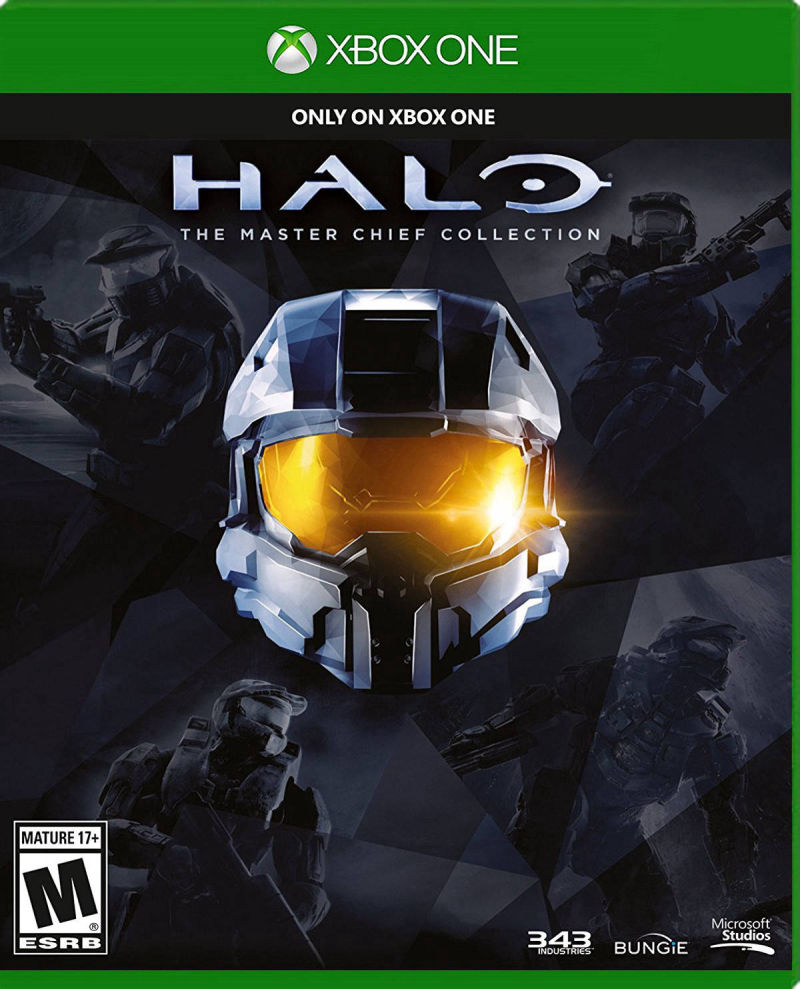 XBOX ONE
ONLY ON XBOX ONE
HALO
THE MASTER CHIEF COLLECTION
MATURE 17+
M
ESRB
343
INDUSTRIES
BUNGiE
Microsoft
Studios